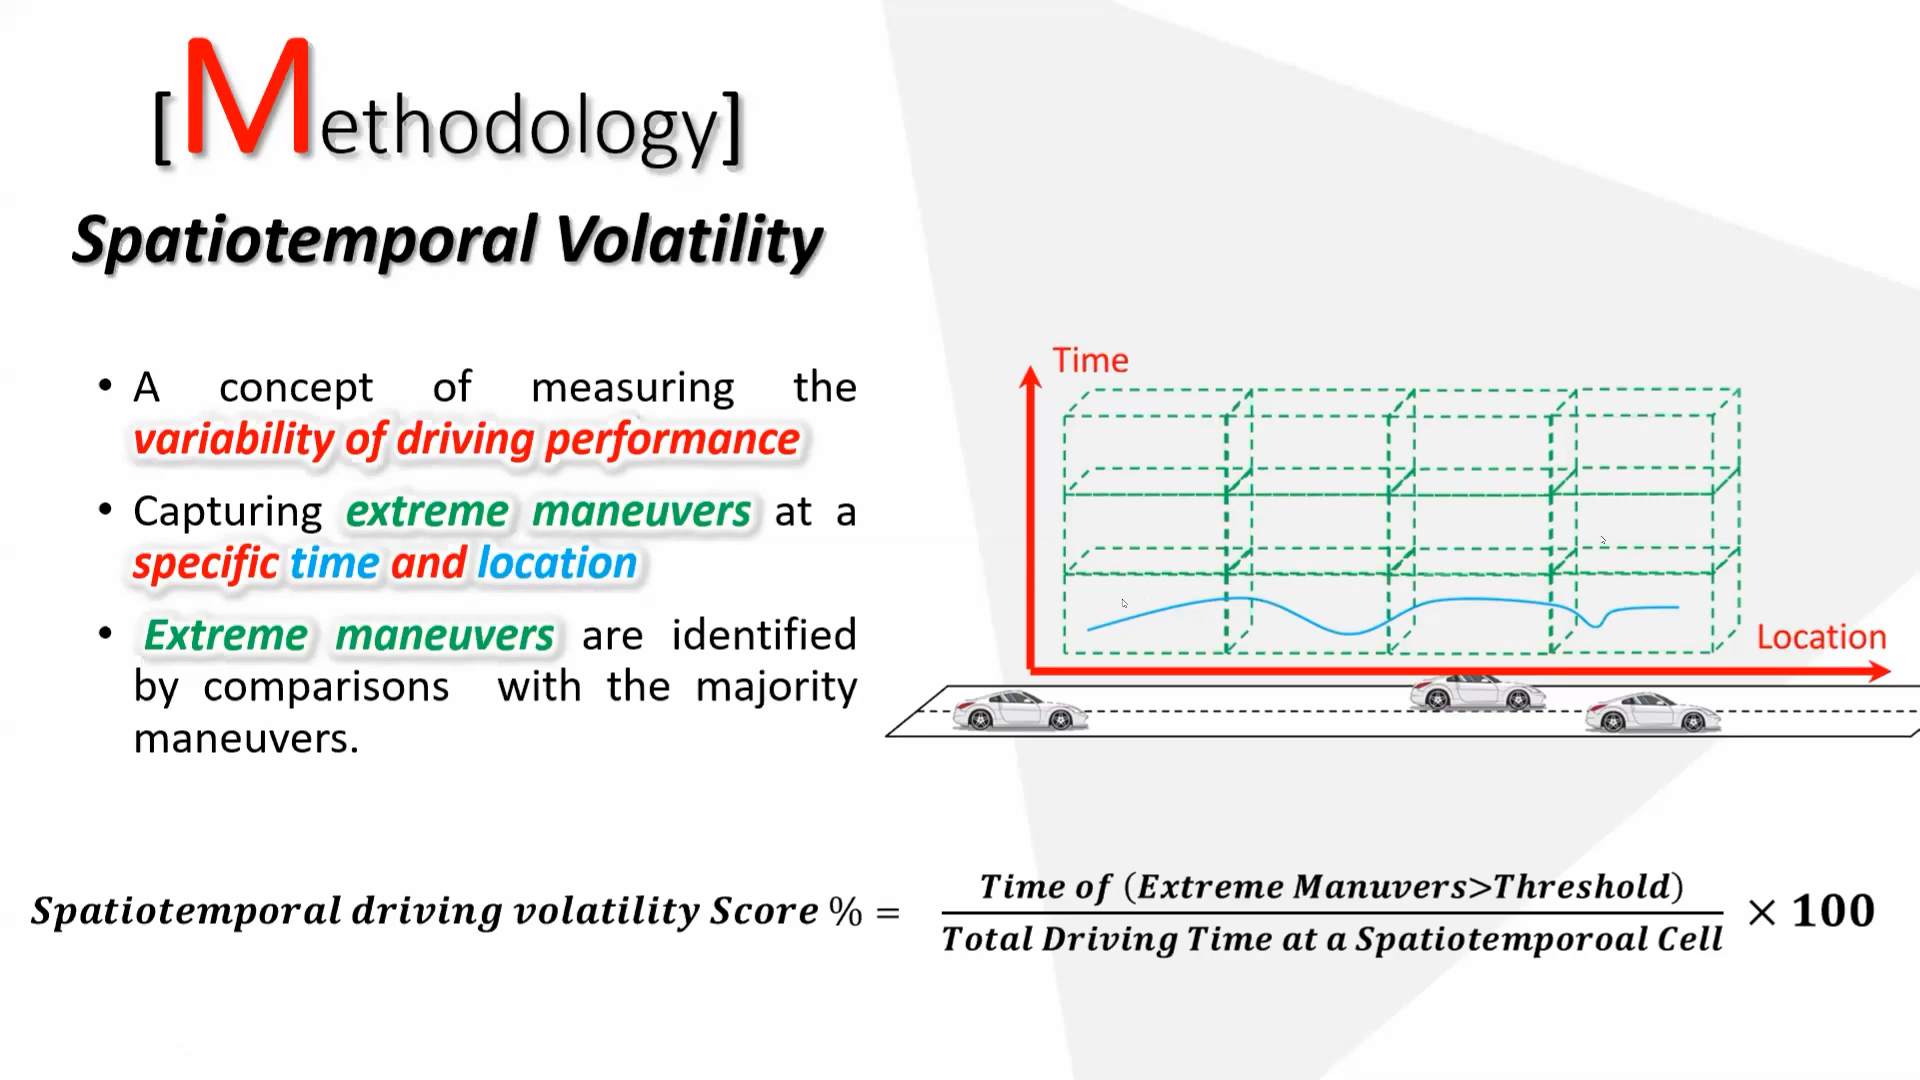 [Methodology]
Spatiotemporal Volatility
• A concept of measuring the
variability of driving performance
• Capturing extreme maneuvers at a
specific time and location
• Extreme maneuvers are identified
by comparisons with the majority
maneuvers.
Time
Location
Spatiotemporal driving volatility Score % = 
Time of (Extreme Manuvers>Threshold)
Total Driving Time at a Spatiotemporoal Cell
× 100